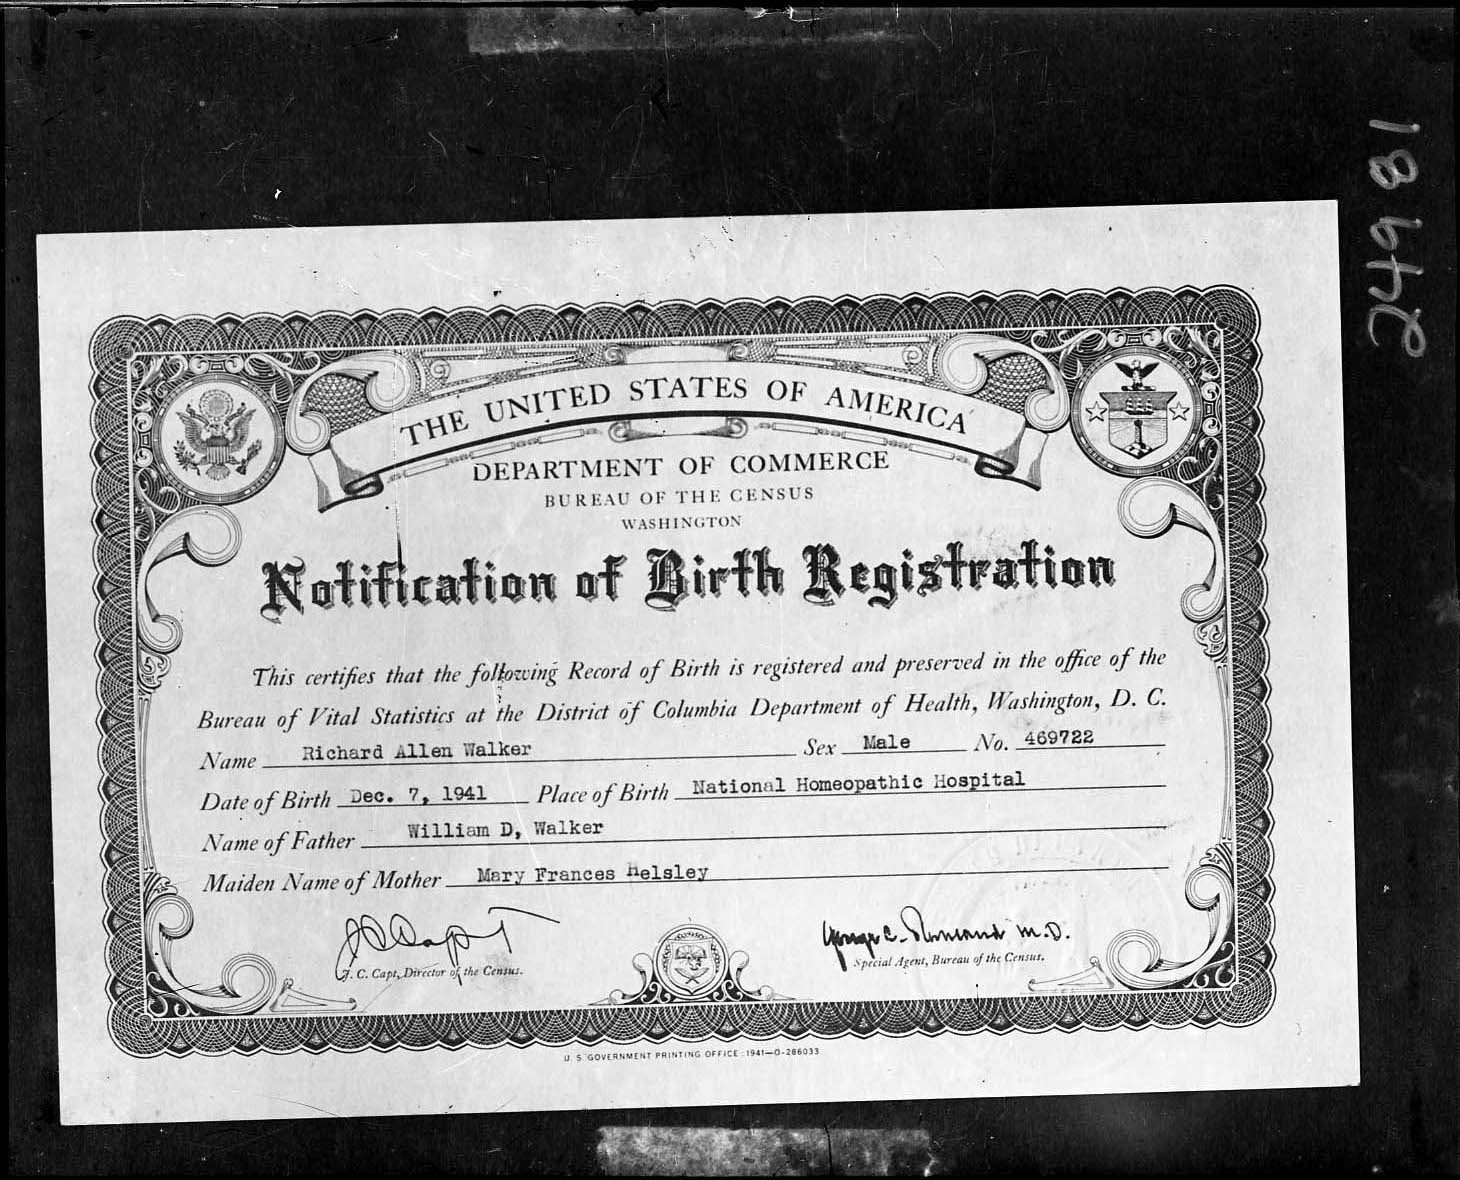 THE UNITED STATES OF AMERICA
DEPARTMENT OF COMMERCE
BUREAU OF THE CENSUS
WASHINGTON
Notification of Birth Registration
This certifies that the following Record of Birth is registered and preserved in the office of the
Bureau of Vital Statistics at the District of Columbia Department of Health, Washington, D. C.
Name Richard Allen Walker Sex Male No. 469722
Date of Birth Dec. 7, 1941 Place of Birth National Homeopathic Hospital
Name of Father William D, Walker
Maiden Name of Mother Mary Frances Helsley
J C Capt George C. M.D.
J. C. Capt, Director of the Census. Special Agent, Bureau of the Census.
U. S. GOVERNMENT PRINTING OFFICE : 1941—O-286033
24981